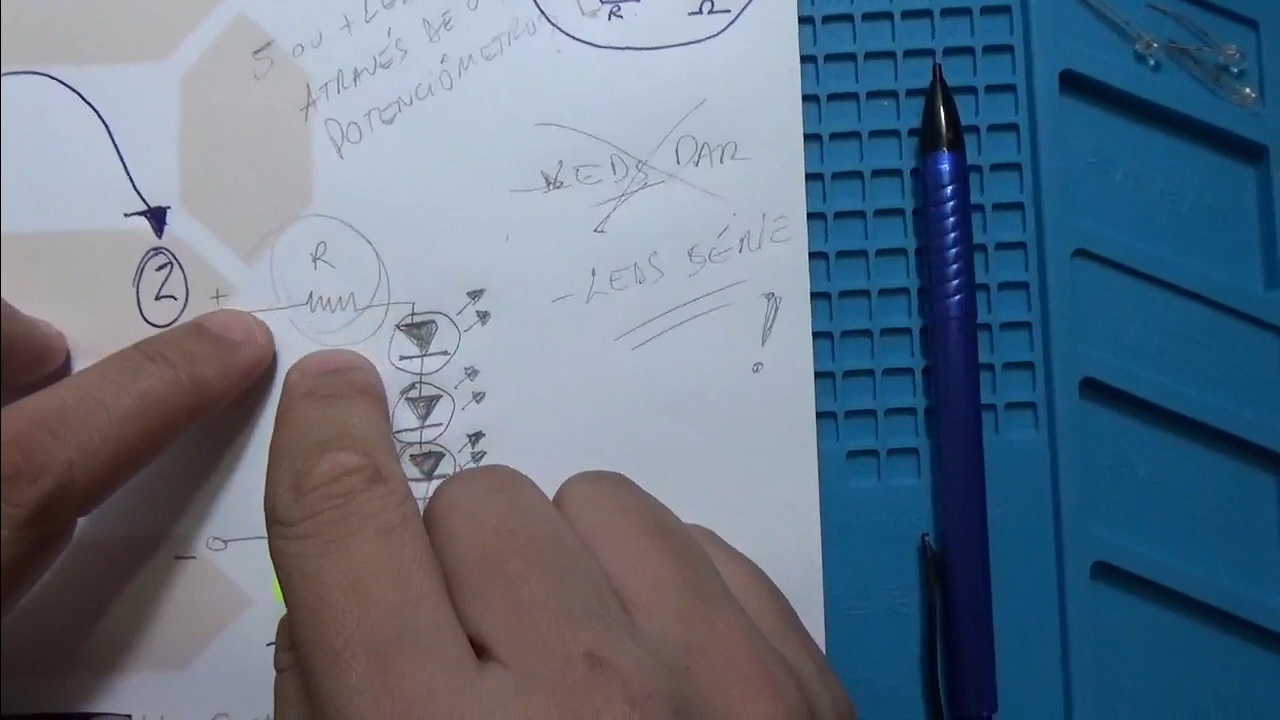 5 OU + LE
ATRAVÉS DE
POTENCIÔMETRO
R
Ω
LEDS DAR
- LEDS SÉRIE
!
2
+
R
-